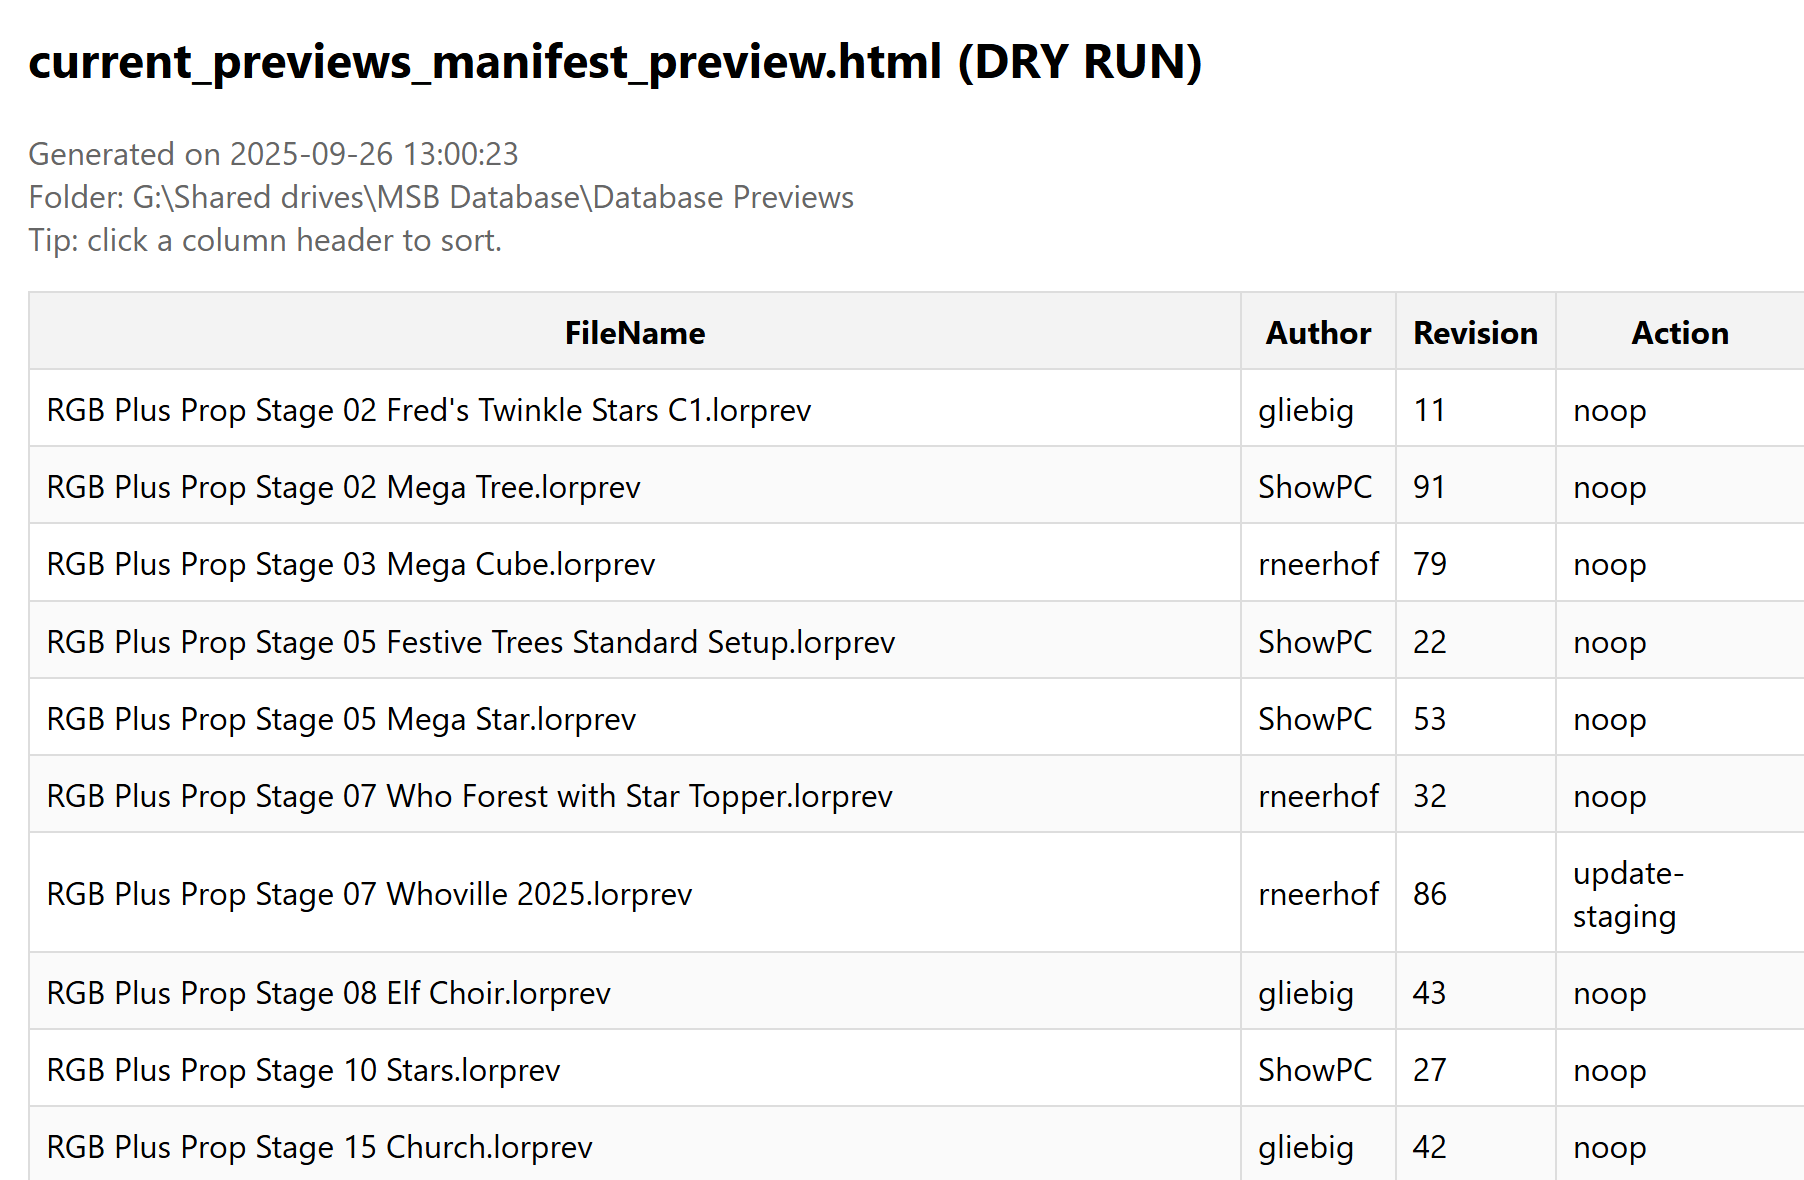 current_previews_manifest_preview.html (DRY RUN)
Generated on 2025-09-26 13:00:23
Folder: G:\Shared drives\MSB Database\Database Previews
Tip: click a column header to sort.
FileName Author Revision Action
RGB Plus Prop Stage 02 Fred's Twinkle Stars C1.lorprev gliebig 11 noop
RGB Plus Prop Stage 02 Mega Tree.lorprev ShowPC 91 noop
RGB Plus Prop Stage 03 Mega Cube.lorprev rneerhof 79 noop
RGB Plus Prop Stage 05 Festive Trees Standard Setup.lorprev ShowPC 22 noop
RGB Plus Prop Stage 05 Mega Star.lorprev ShowPC 53 noop
RGB Plus Prop Stage 07 Who Forest with Star Topper.lorprev rneerhof 32 noop
RGB Plus Prop Stage 07 Whoville 2025.lorprev rneerhof 86 update-
staging
RGB Plus Prop Stage 08 Elf Choir.lorprev gliebig 43 noop
RGB Plus Prop Stage 10 Stars.lorprev ShowPC 27 noop
RGB Plus Prop Stage 15 Church.lorprev gliebig 42 noop